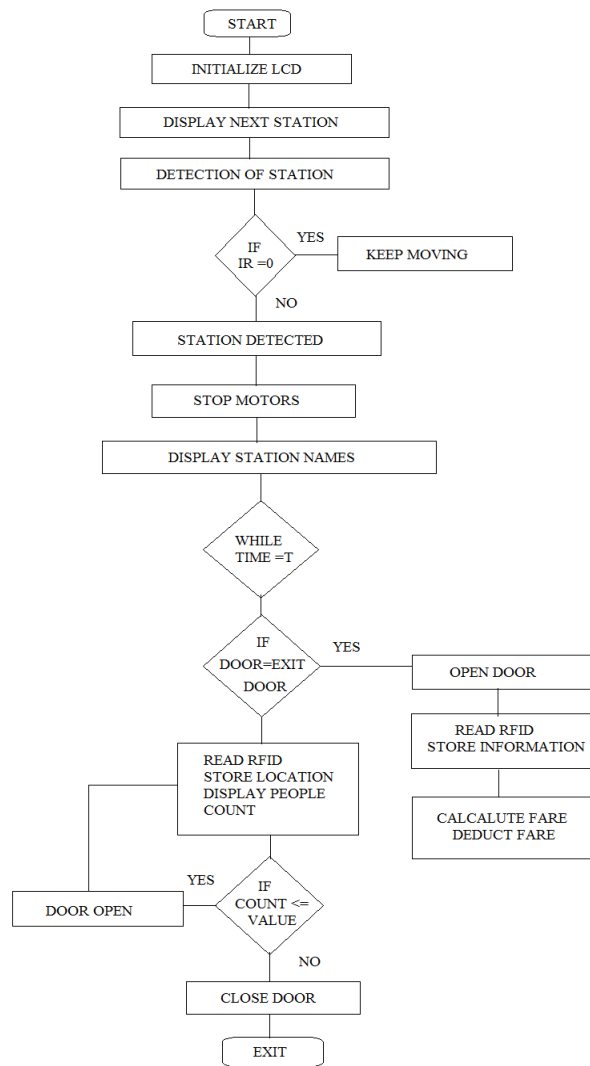 START
INITIALIZE LCD
DISPLAY NEXT STATION
DETECTION OF STATION
IF
IR =0
YES
KEEP MOVING
NO
STATION DETECTED
STOP MOTORS
DISPLAY STATION NAMES
WHILE
TIME =T
IF
DOOR=EXIT
DOOR
YES
OPEN DOOR
READ RFID
STORE INFORMATION
CALCALUTE FARE
DEDUCT FARE
READ RFID
STORE LOCATION
DISPLAY PEOPLE
COUNT
IF
COUNT <=
VALUE
YES
DOOR OPEN
NO
CLOSE DOOR
EXIT